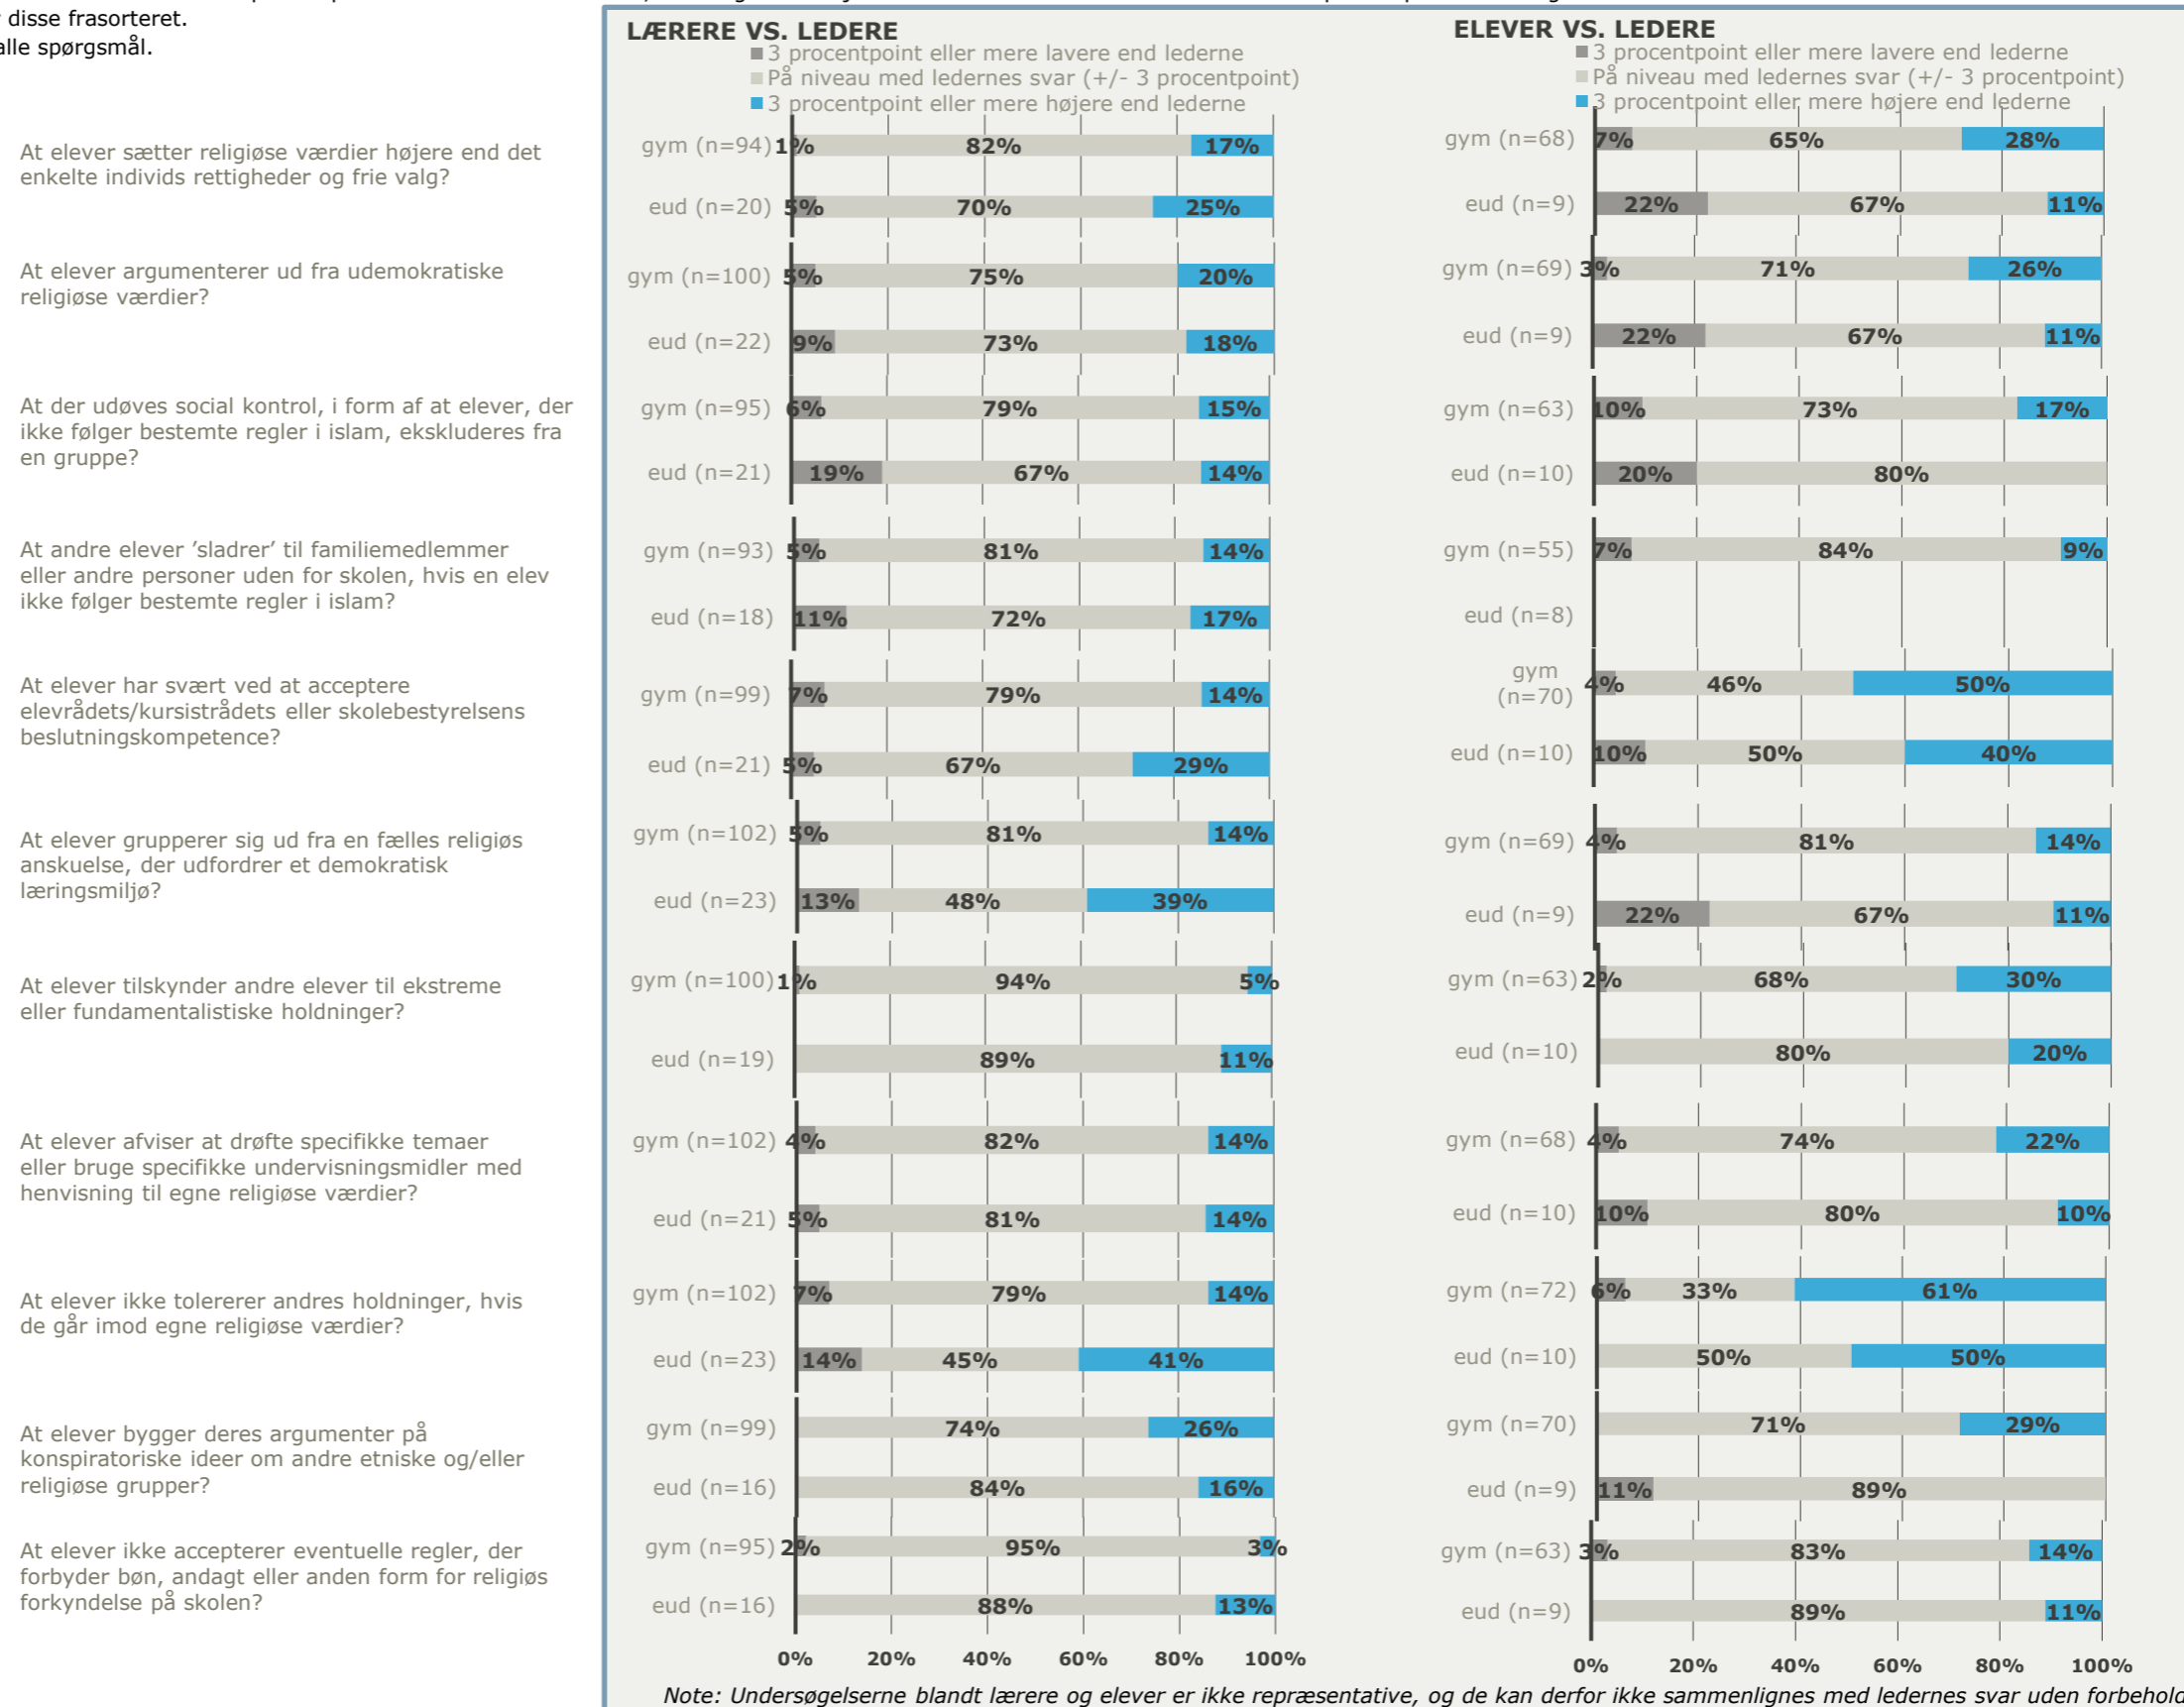 disse frasorteret.
alle spørgsmål.
LÆRERE VS. LEDERE
3 procentpoint eller mere lavere end lederne
På niveau med ledernes svar (+/- 3 procentpoint)
3 procentpoint eller mere højere end lederne
ELEVER VS. LEDERE
3 procentpoint eller mere lavere end lederne
På niveau med ledernes svar (+/- 3 procentpoint)
3 procentpoint eller mere højere end lederne
At elever sætter religiøse værdier højere end det
enkelte individs rettigheder og frie valg?
gym (n=94) 1% 82% 17%
eud (n=20) 5% 70% 25%
gym (n=68) 7% 65% 28%
eud (n=9) 22% 67% 11%
At elever argumenterer ud fra udemokratiske
religiøse værdier?
gym (n=100) 5% 75% 20%
eud (n=22) 9% 73% 18%
gym (n=69) 3% 71% 26%
eud (n=9) 22% 67% 11%
At der udøves social kontrol, i form af at elever, der
ikke følger bestemte regler i islam, ekskluderes fra
en gruppe?
gym (n=95) 6% 79% 15%
eud (n=21) 19% 67% 14%
gym (n=63) 10% 73% 17%
eud (n=10) 20% 80%
At andre elever ’sladrer’ til familiemedlemmer
eller andre personer uden for skolen, hvis en elev
ikke følger bestemte regler i islam?
gym (n=93) 5% 81% 14%
eud (n=18) 11% 72% 17%
gym (n=55) 7% 84% 9%
eud (n=8)
At elever har svært ved at acceptere
elevrådets/kursistrådets eller skolebestyrelsens
beslutningskompetence?
gym (n=99) 7% 79% 14%
eud (n=21) 5% 67% 29%
gym
(n=70) 4% 46% 50%
eud (n=10) 10% 50% 40%
At elever grupperer sig ud fra en fælles religiøs
anskuelse, der udfordrer et demokratisk
læringsmiljø?
gym (n=102) 5% 81% 14%
eud (n=23) 13% 48% 39%
gym (n=69) 4% 81% 14%
eud (n=9) 22% 67% 11%
At elever tilskynder andre elever til ekstreme
eller fundamentalistiske holdninger?
gym (n=100) 1% 94% 5%
eud (n=19) 89% 11%
gym (n=63) 2% 68% 30%
eud (n=10) 80% 20%
At elever afviser at drøfte specifikke temaer
eller bruge specifikke undervisningsmidler med
henvisning til egne religiøse værdier?
gym (n=102) 4% 82% 14%
eud (n=21) 5% 81% 14%
gym (n=68) 4% 74% 22%
eud (n=10) 10% 80% 10%
At elever ikke tolererer andres holdninger, hvis
de går imod egne religiøse værdier?
gym (n=102) 7% 79% 14%
eud (n=23) 14% 45% 41%
gym (n=72) 6% 33% 61%
eud (n=10) 50% 50%
At elever bygger deres argumenter på
konspiratoriske ideer om andre etniske og/eller
religiøse grupper?
gym (n=99) 74% 26%
eud (n=16) 84% 16%
gym (n=70) 71% 29%
eud (n=9) 11% 89%
At elever ikke accepterer eventuelle regler, der
forbyder bøn, andagt eller anden form for religiøs
forkyndelse på skolen?
gym (n=95) 2% 95% 3%
eud (n=16) 88% 13%
gym (n=63) 3% 83% 14%
eud (n=9) 89% 11%
0% 20% 40% 60% 80% 100%
0% 20% 40% 60% 80% 100%
Note: Undersøgelserne blandt lærere og elever er ikke repræsentative, og de kan derfor ikke sammenlignes med ledernes svar uden forbehold